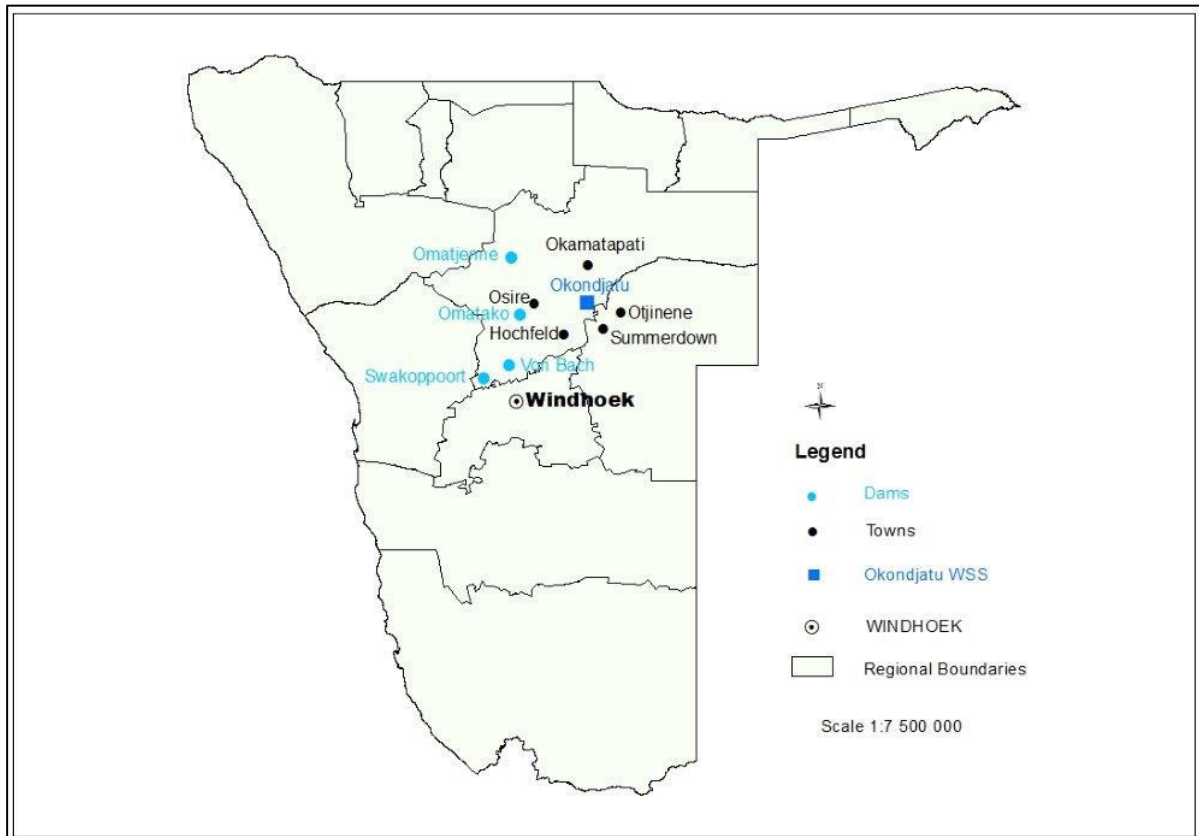 Okamatapati
Omatjenne
Okondjatu
Osire
Omatako
Otjinene
Hochfeld
Summerdown
Von Bach
Swakoppoort
Windhoek
N
Legend
Dams
Towns
Okondjatu WSS
WINDHOEK
Regional Boundaries
Scale 1:7 500 000